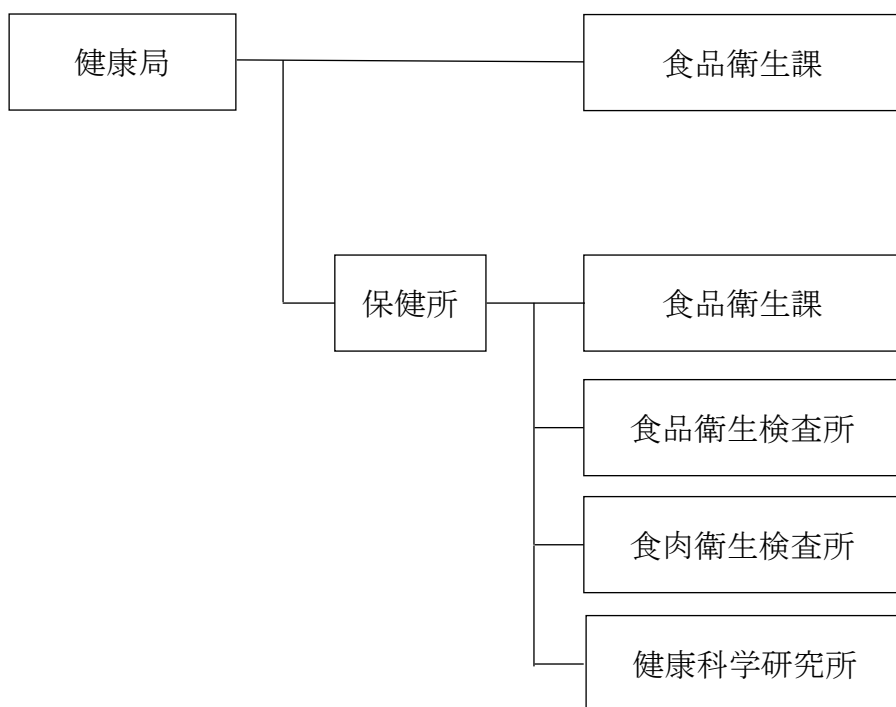 健康局
食品衛生課
保健所
食品衛生課
食品衛生検査所
食肉衛生検査所
健康科学研究所